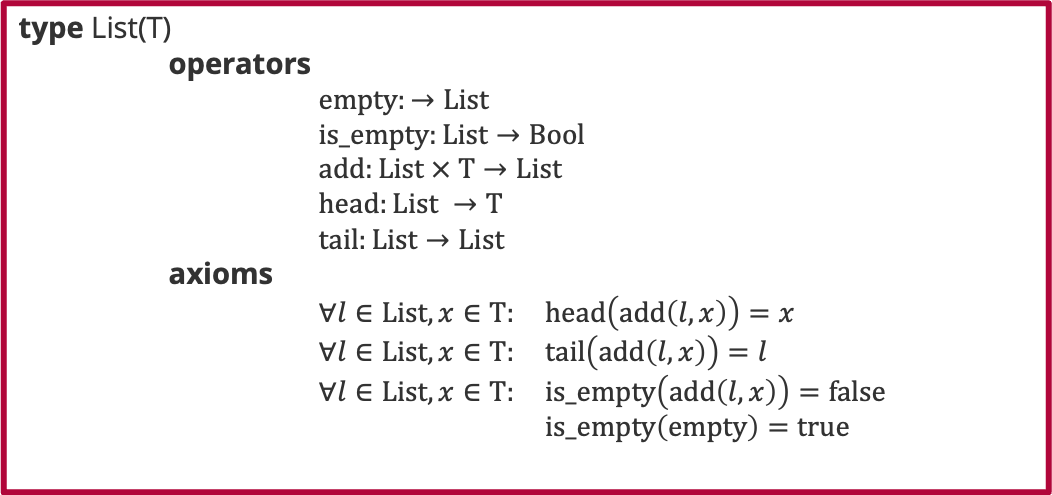 type List(T)
operators
empty: → List
is_empty: List → Bool
add: List × T → List
head: List → T
tail: List → List
axioms
∀l ∈ List, x ∈ T: head(add(l, x)) = x
∀l ∈ List, x ∈ T: tail(add(l, x)) = l
∀l ∈ List, x ∈ T: is_empty(add(l, x)) = false
is_empty(empty) = true